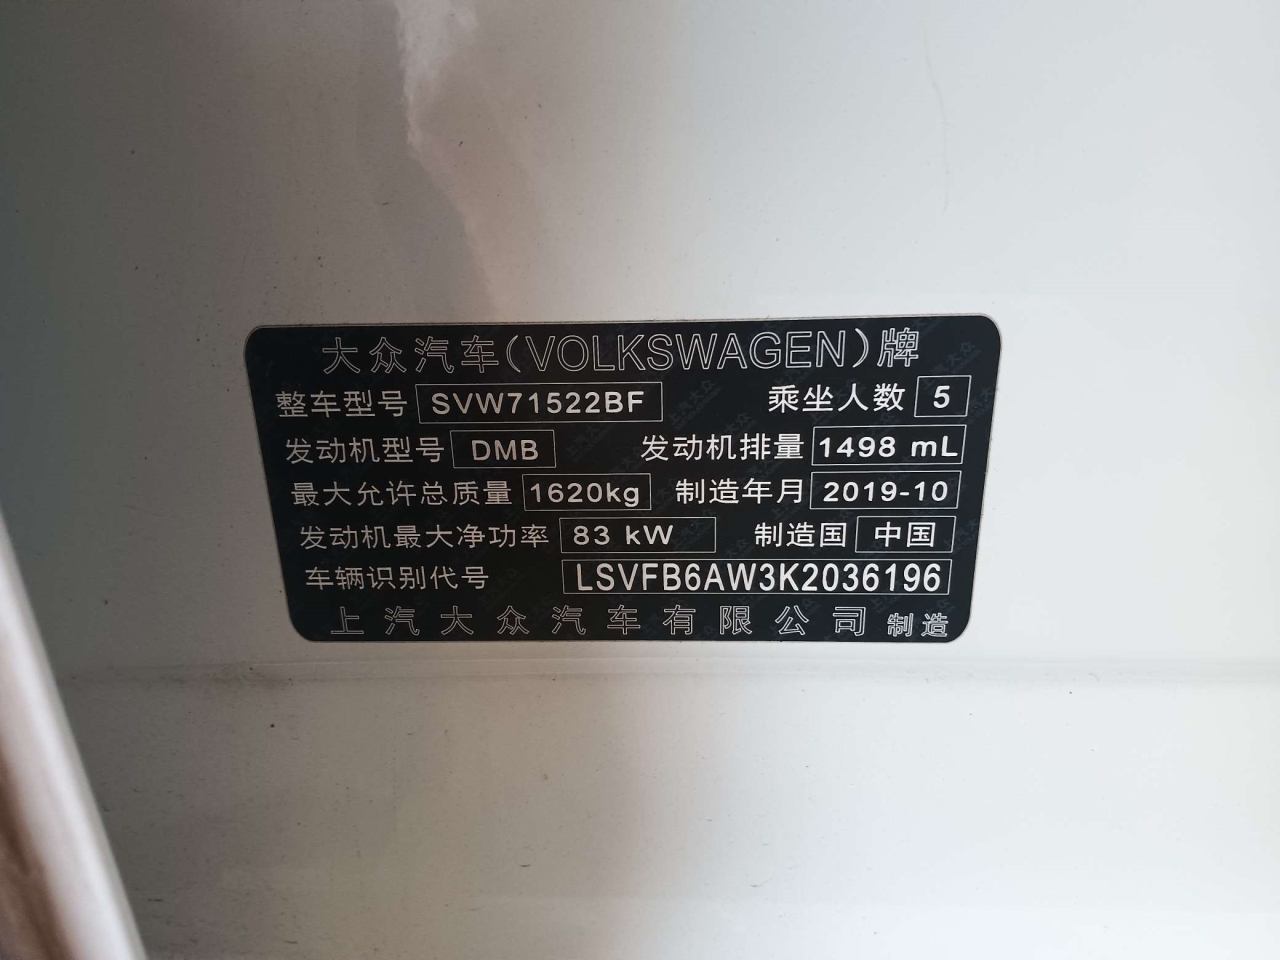 大众汽车(VOLKSWAGEN)牌
整车型号 SVW71522BF 乘坐人数 5
发动机型号 DMB 发动机排量 1498 mL
最大允许总质量 1620kg 制造年月 2019-10
发动机最大净功率 83 kW 制造国 中国
车辆识别代号 LSVFB6AW3K2036196
上汽大众汽车有限公司 制造